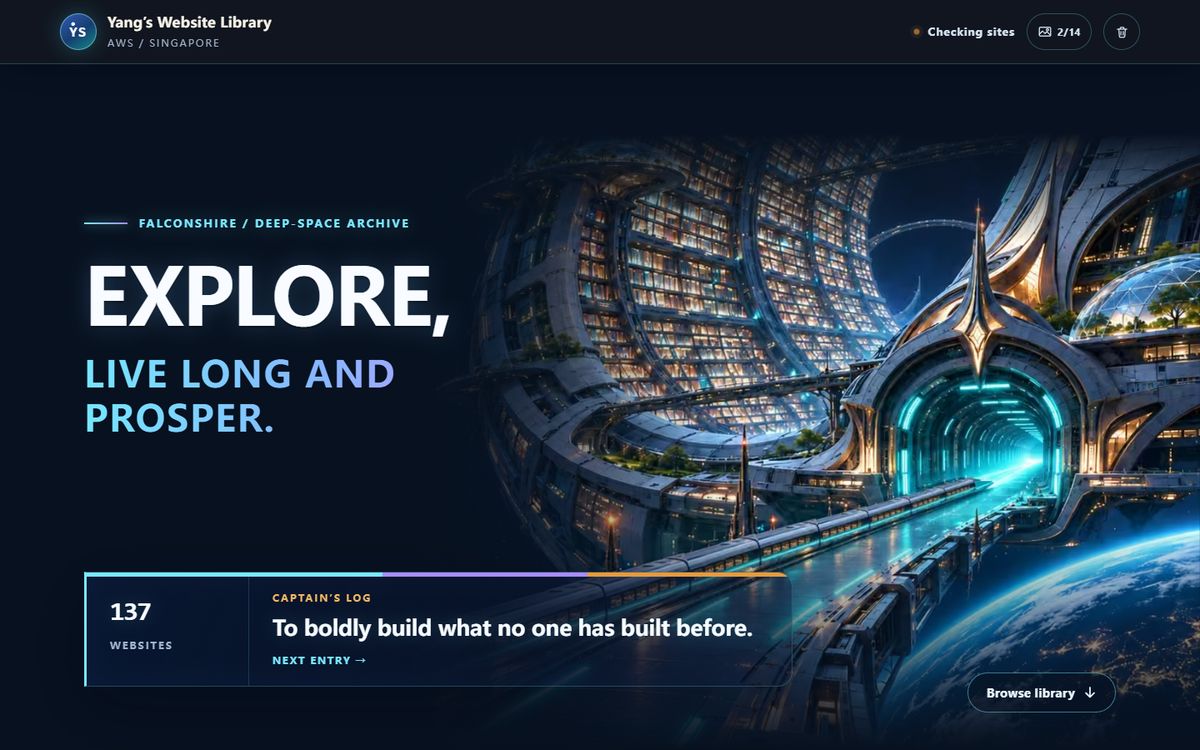 YS
Yang's Website Library
AWS / SINGAPORE
Checking sites
2/14
FALCONSHIRE / DEEP-SPACE ARCHIVE
EXPLORE,
LIVE LONG AND
PROSPER.
137
WEBSITES
CAPTAIN'S LOG
To boldly build what no one has built before.
NEXT ENTRY →
Browse library ↓